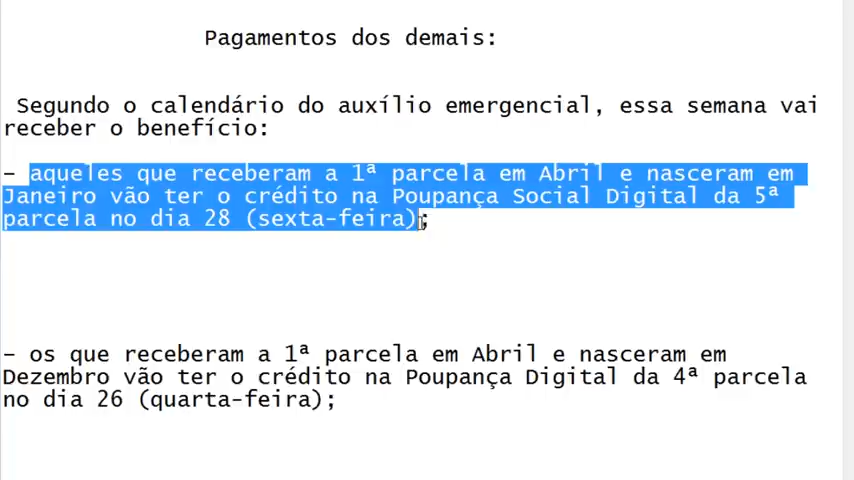 Pagamentos dos demais:
Segundo o calendário do auxílio emergencial, essa semana vai
receber o benefício:
- aqueles que receberam a 1ª parcela em Abril e nasceram em
Janeiro vão ter o crédito na Poupança Social Digital da 5ª
parcela no dia 28 (sexta-feira);
- os que receberam a 1ª parcela em Abril e nasceram em
Dezembro vão ter o crédito na Poupança Digital da 4ª parcela
no dia 26 (quarta-feira);